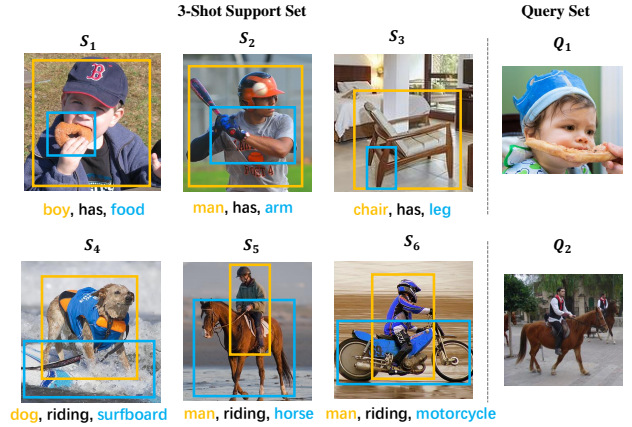 3-Shot Support Set
Query Set
S₁
S₂
S₃
Q₁
B
boy, has, food
man, has, arm
chair, has, leg
S₄
S₅
S₆
Q₂
dog, riding, surfboard
man, riding, horse
man, riding, motorcycle